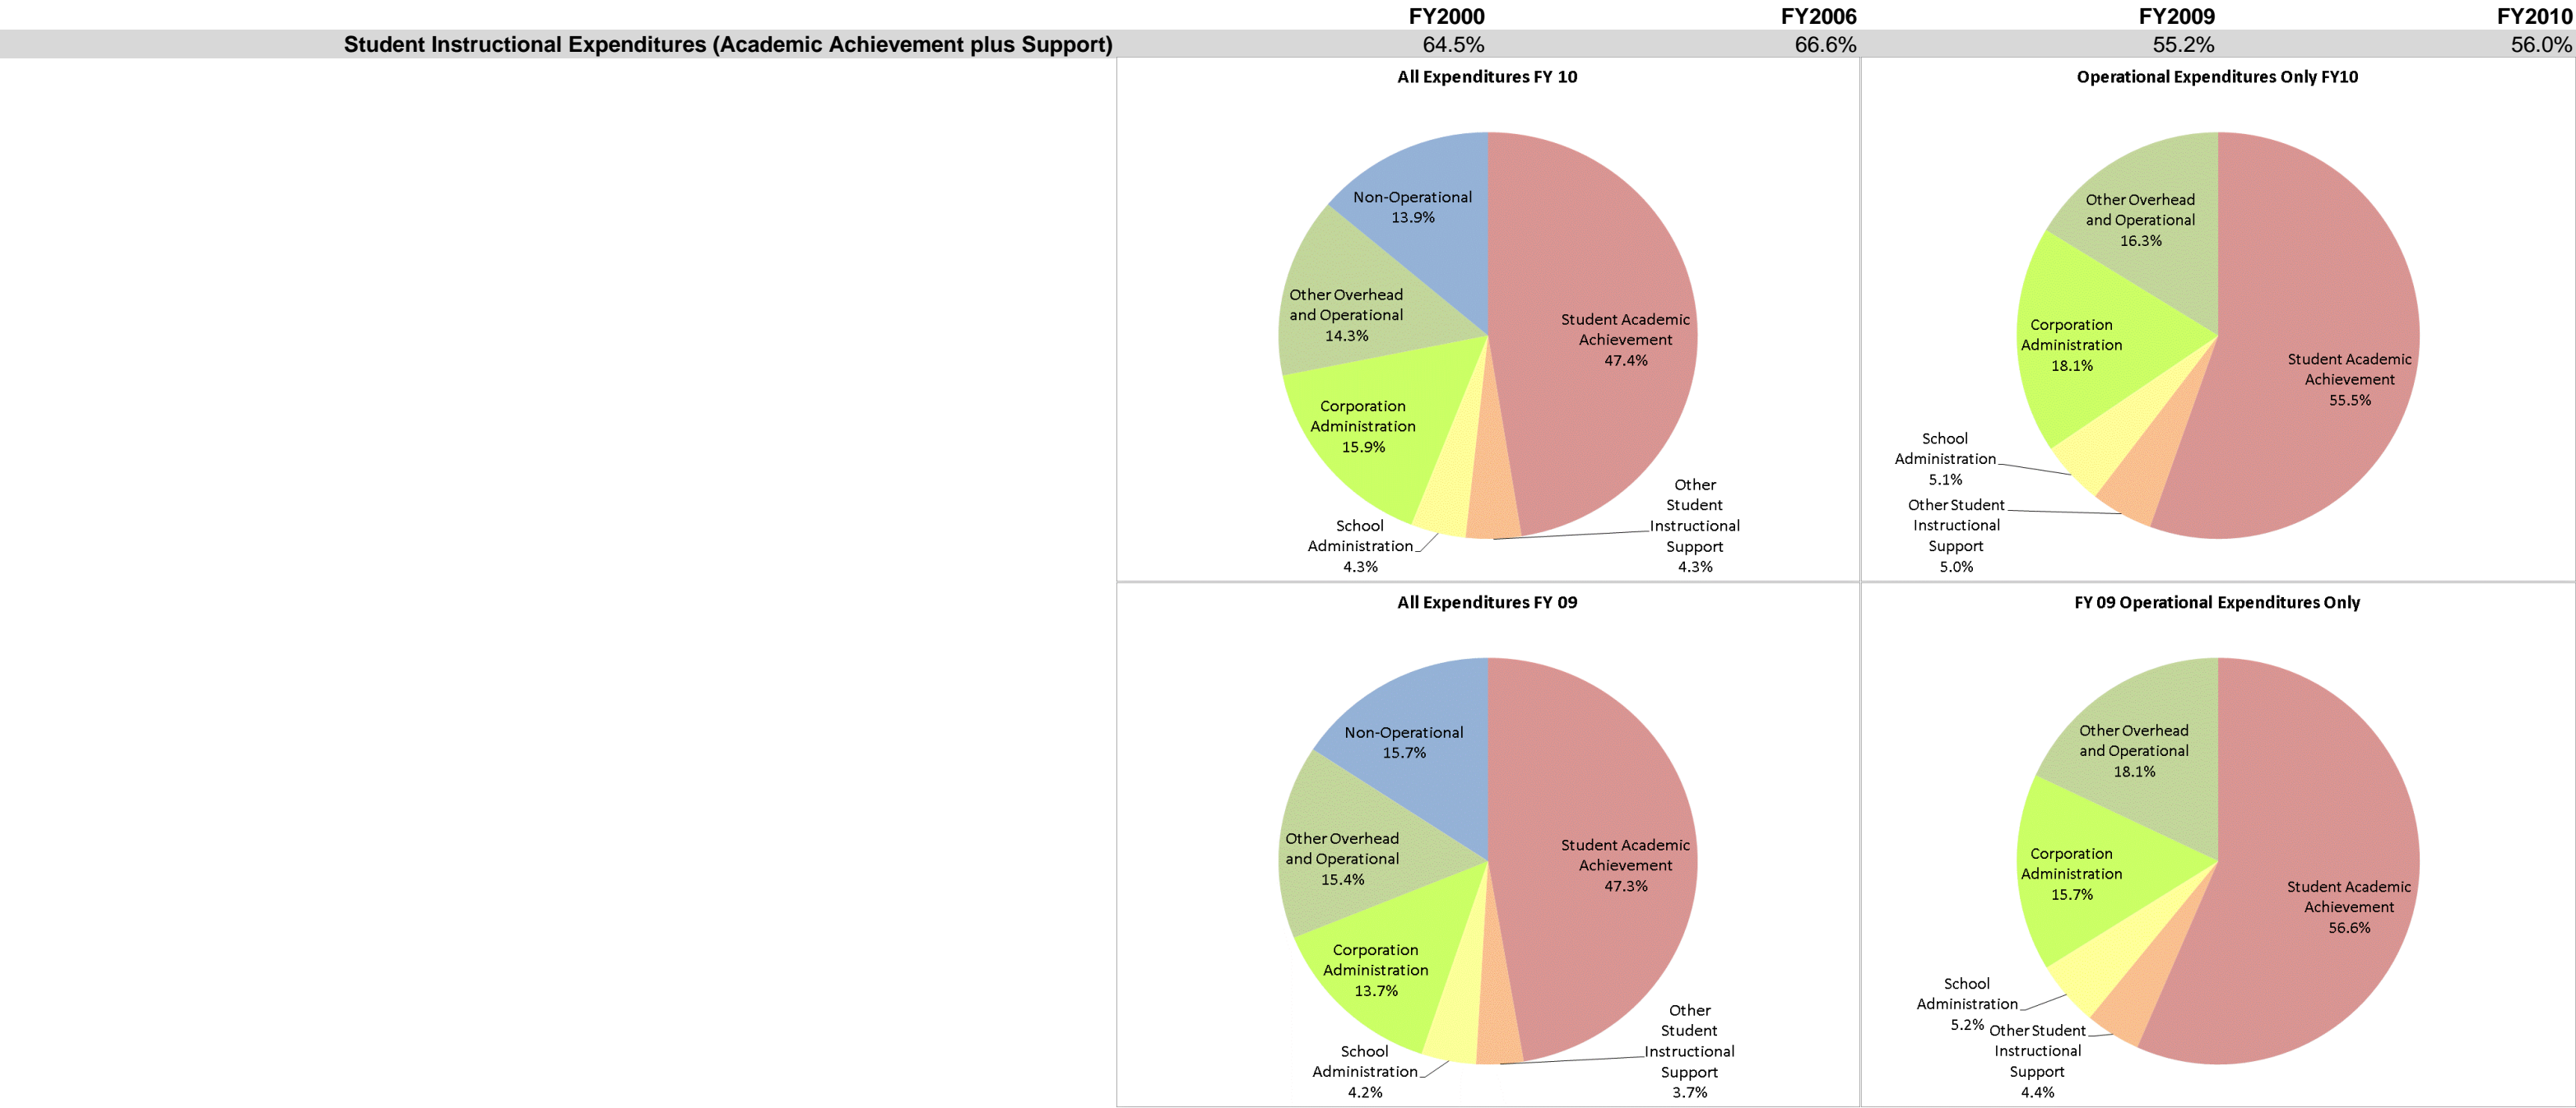 FY2000 FY2006 FY2009 FY2010
Student Instructional Expenditures (Academic Achievement plus Support) 64.5% 66.6% 55.2% 56.0%
All Expenditures FY 10
Non-Operational
13.9%
Other Overhead
and Operational
14.3%
Student Academic
Achievement
47.4%
Corporation
Administration
15.9%
School
Administration
4.3%
Other
Student
Instructional
Support
4.3%
Operational Expenditures Only FY10
Other Overhead
and Operational
16.3%
Corporation
Administration
18.1%
Student Academic
Achievement
55.5%
School
Administration
5.1%
Other Student
Instructional
Support
5.0%
All Expenditures FY 09
Non-Operational
15.7%
Other Overhead
and Operational
15.4%
Student Academic
Achievement
47.3%
Corporation
Administration
13.7%
School
Administration
4.2%
Other
Student
Instructional
Support
3.7%
FY 09 Operational Expenditures Only
Other Overhead
and Operational
18.1%
Corporation
Administration
15.7%
Student Academic
Achievement
56.6%
School
Administration
5.2%
Other Student
Instructional
Support
4.4%